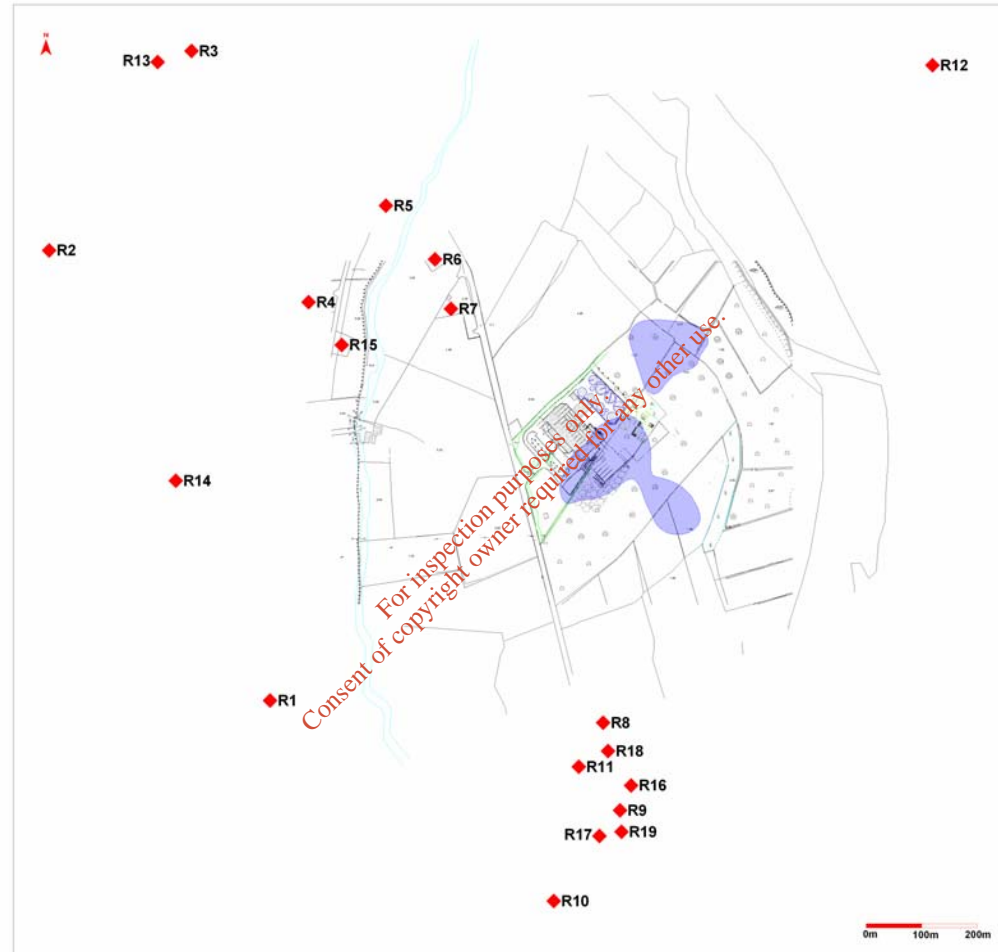 N
R3
R13
R12
R5
R2
R6
R4
R7
R15
R14
For inspection purposes only.
Consent of copyright owner required for any other use.
R1
R8
R18
R11
R16
R9
R17
R19
R10
0m 100m 200m